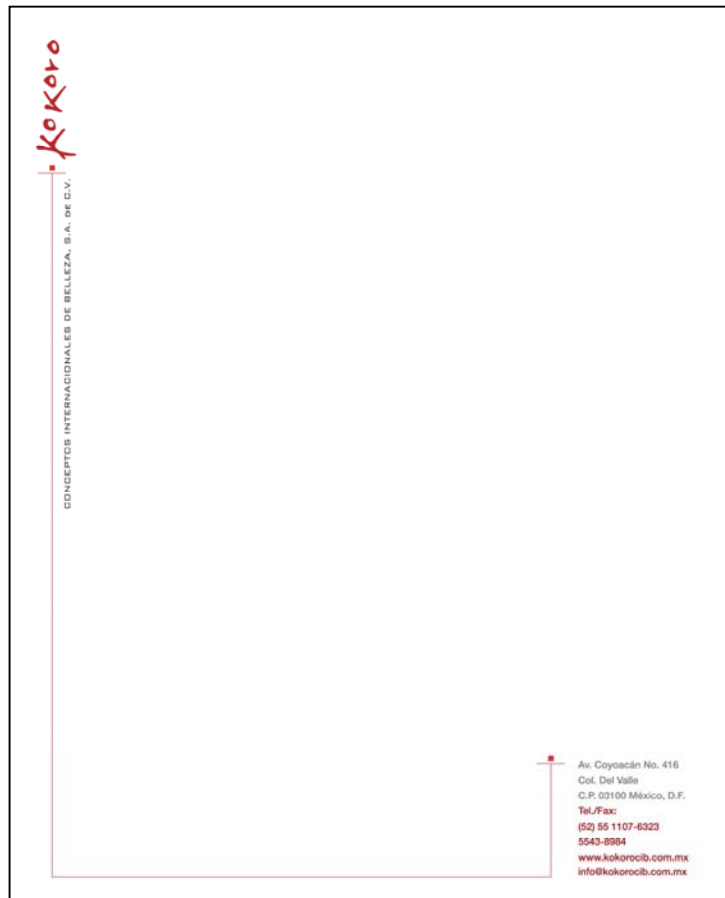 Kokoro
CONCEPTOS INTERNACIONALES DE BELLEZA, S.A. DE C.V.
Av. Coyoacán No. 416
Col. Del Valle
C.P. 03100 México, D.F.
Tel./Fax:
(52) 55 1107-6323
5543-8984
www.kokorocib.com.mx
info@kokorocib.com.mx